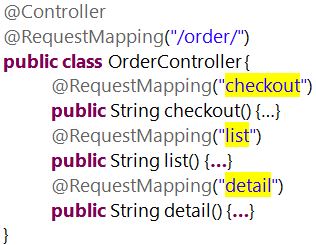 @Controller
@RequestMapping("/order/")
public class OrderController{
@RequestMapping("checkout")
public String checkout() {...}
@RequestMapping("list")
public String list() {...}
@RequestMapping("detail")
public String detail() {...}
}